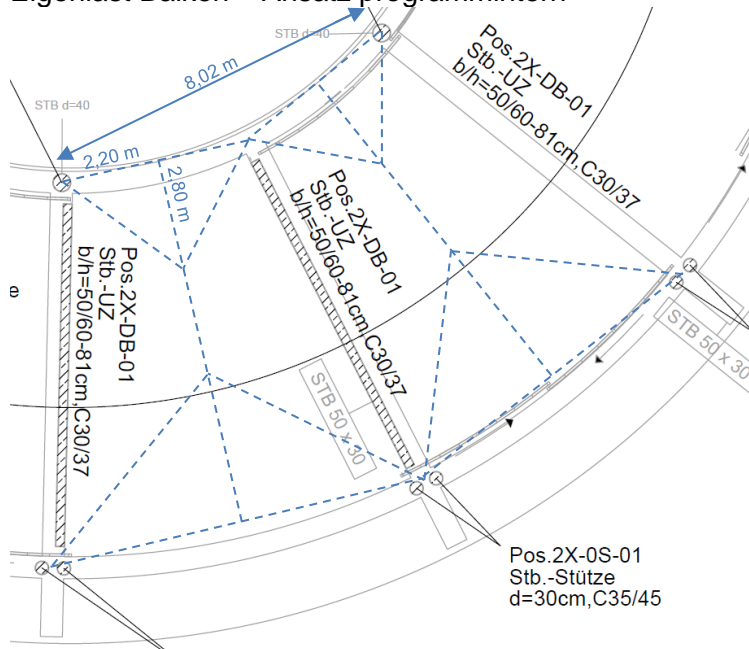 Eigenlast Balken – Ansatz programmintern
STB d=40
8,02 m
STB d=40
2,20 m
2,80 m
Pos.2X-DB-01
Stb.-UZ
b/h=50/60-81cm,C30/37
Pos.2X-DB-01
Stb.-UZ
b/h=50/60-81cm,C30/37
Pos.2X-DB-01
Stb.-UZ
b/h=50/60-81cm,C30/37
e
STB 50 x 30
STB 50 x 30
Pos.2X-0S-01
Stb.-Stütze
d=30cm,C35/45